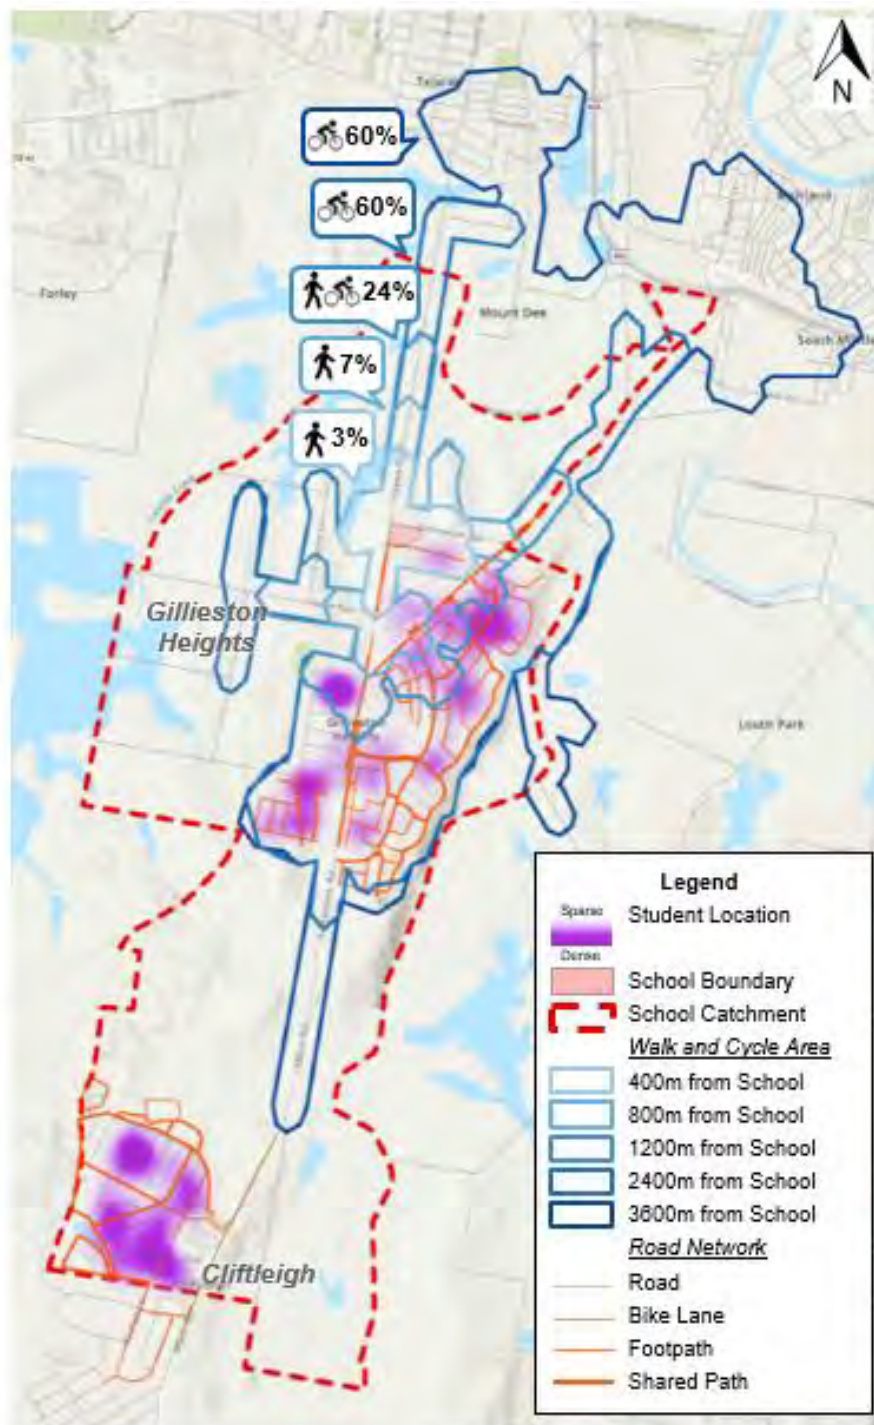 N
60%
60%
24%
7%
3%
Farley
Mount Dee
Gillieston
Heights
Louth Park
Cliftleigh
Legend
Sparse
Student Location
Dense
School Boundary
School Catchment
Walk and Cycle Area
400m from School
800m from School
1200m from School
2400m from School
3600m from School
Road Network
Road
Bike Lane
Footpath
Shared Path